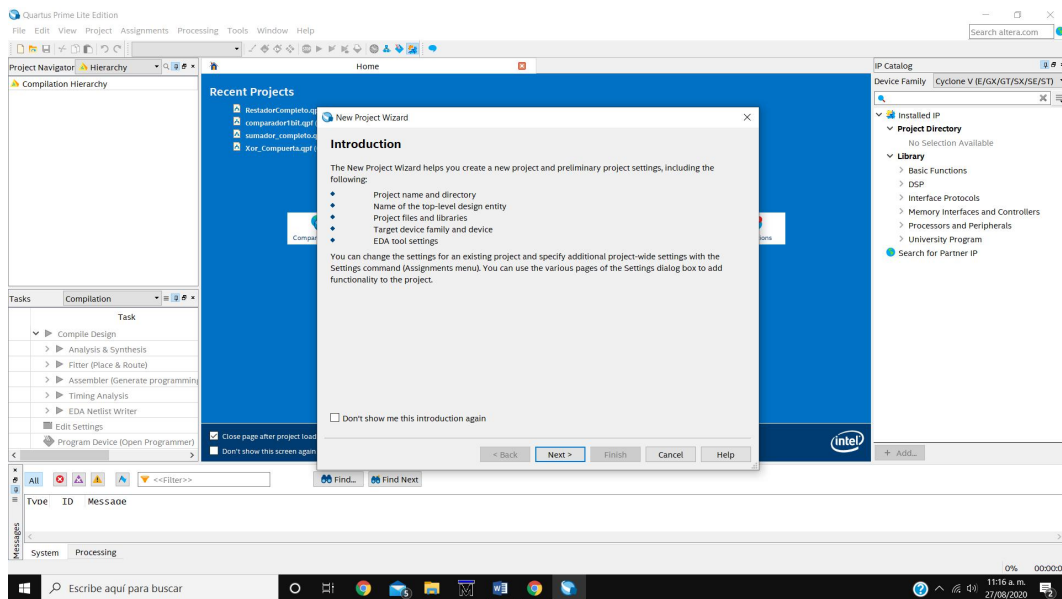 Quartus Prime Lite Edition
File Edit View Project Assignments Processing Tools Window Help
Search altera.com
Project Navigator Hierarchy
Home
IP Catalog
Compilation Hierarchy
Device Family Cyclone V (E/GX/GT/SX/SE/ST)
Recent Projects
RestadorCompleto.qp
comparador1bit.qpf
sumador_completo.q
Xor_Compuerta.qpf
New Project Wizard
Introduction
The New Project Wizard helps you create a new project and preliminary project settings, including the
following:
Project name and directory
Name of the top-level design entity
Project files and libraries
Target device family and device
EDA tool settings
You can change the settings for an existing project and specify additional project-wide settings with the
Settings command (Assignments menu). You can use the various pages of the Settings dialog box to add
functionality to the project.
Don't show me this introduction again
< Back Next > Finish Cancel Help
Compar
ions
Installed IP
Project Directory
No Selection Available
Library
Basic Functions
DSP
Interface Protocols
Memory Interfaces and Controllers
Processors and Peripherals
University Program
Search for Partner IP
+ Add...
Tasks Compilation
Task
Compile Design
Analysis & Synthesis
Fitter (Place & Route)
Assembler (Generate programming
Timing Analysis
EDA Netlist Writer
Edit Settings
Program Device (Open Programmer)
Close page after project load
Don't show this screen again
intel
All <<Filter>> Find... Find Next
Type ID Message
Messages
System Processing
0% 00:00:0
Escribe aquí para buscar
5
11:16 a. m.
27/08/2020
2